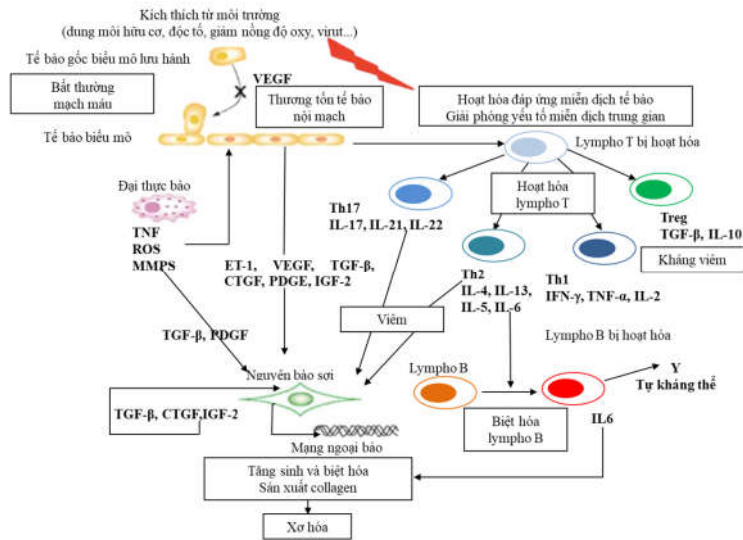 Kích thích từ môi trường
(dung môi hữu cơ, độc tố, giảm nồng độ oxy, virut...)
Tế bào gốc biểu mô lưu hành
VEGF
Bất thường
mạch máu
Thương tổn tế bào
nội mạch
Hoạt hóa đáp ứng miễn dịch tế bào
Giải phóng yếu tố miễn dịch trung gian
Tế bào biểu mô
Lympho T bị hoạt hóa
Đại thực bào
Hoạt hóa
lympho T
TNF
ROS
MMPS
Th17
IL-17, IL-21, IL-22
Treg
TGF-β, IL-10
Kháng viêm
ET-1, VEGF, TGF-β,
CTGF, PDGE, IGF-2
Th2
IL-4, IL-13,
IL-5, IL-6
Th1
IFN-γ, TNF-α, IL-2
Viêm
TGF-β, PDGF
Lympho B bị hoạt hóa
Nguyên bào sợi
Lympho B
Y
Tự kháng thể
TGF-β, CTGF,IGF-2
Biệt hóa
lympho B
IL6
Mạng ngoại bào
Tăng sinh và biệt hóa
Sản xuất collagen
Xơ hóa